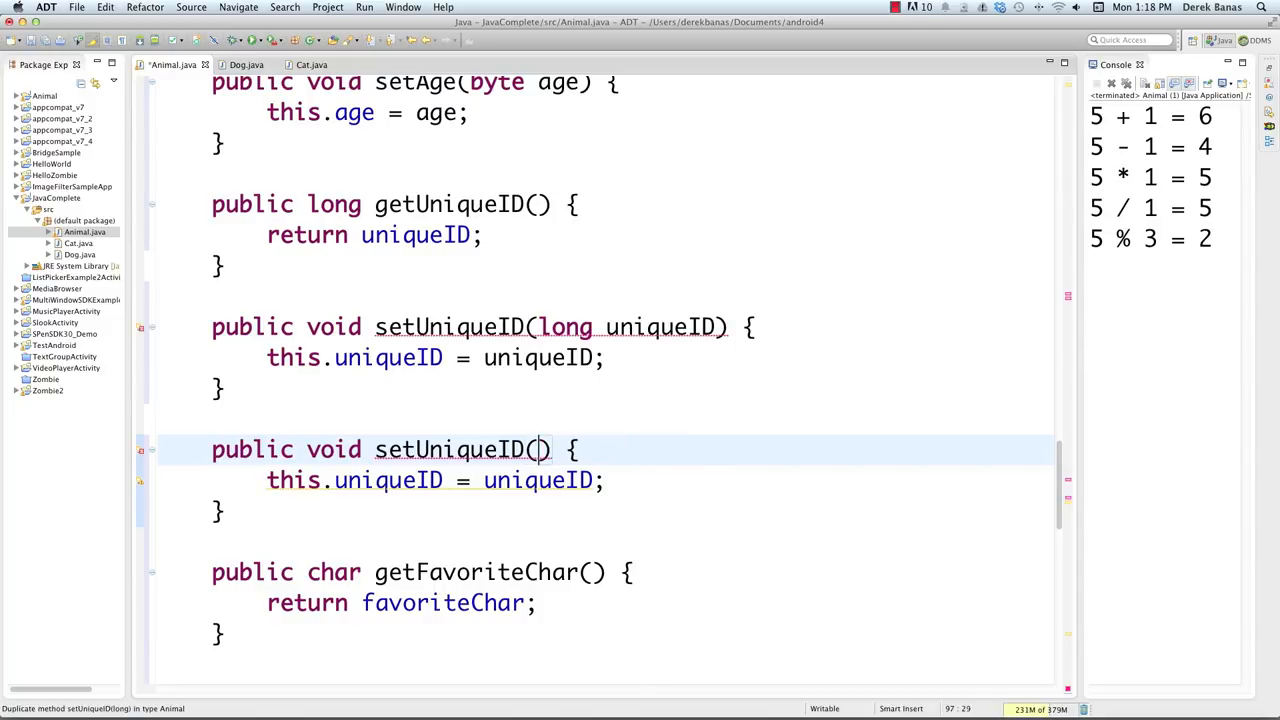 ADT File Edit Refactor Source Navigate Search Project Run Window Help 10 Mon 1:18 PM Derek Banas
Java – JavaComplete/src/Animal.java – ADT – /Users/derekbanas/Documents/android4
Quick Access Java DDMS
Package Exp
*Animal.java Dog.java Cat.java
Console
Animal
appcompat_v7
appcompat_v7_2
appcompat_v7_3
appcompat_v7_4
BridgeSample
HelloWorld
HelloZombie
ImageFilterSampleApp
JavaComplete
src
(default package)
Animal.java
Cat.java
Dog.java
JRE System Library [
ListPickerExample2Activi
MediaBrowser
MultiWindowSDKExample
MusicPlayerActivity
SlookActivity
SPenSDK30_Demo
TestAndroid
TextGroupActivity
VideoPlayerActivity
Zombie
Zombie2
public void setAge(byte age) {
this.age = age;
}
public long getUniqueID() {
return uniqueID;
}
public void setUniqueID(long uniqueID) {
this.uniqueID = uniqueID;
}
public void setUniqueID() {
this.uniqueID = uniqueID;
}
public char getFavoriteChar() {
return favoriteChar;
}
<terminated> Animal (1) [Java Application] /S
5 + 1 = 6
5 - 1 = 4
5 * 1 = 5
5 / 1 = 5
5 % 3 = 2
Duplicate method setUniqueID(long) in type Animal Writable Smart Insert 97 : 29 231M of 379M